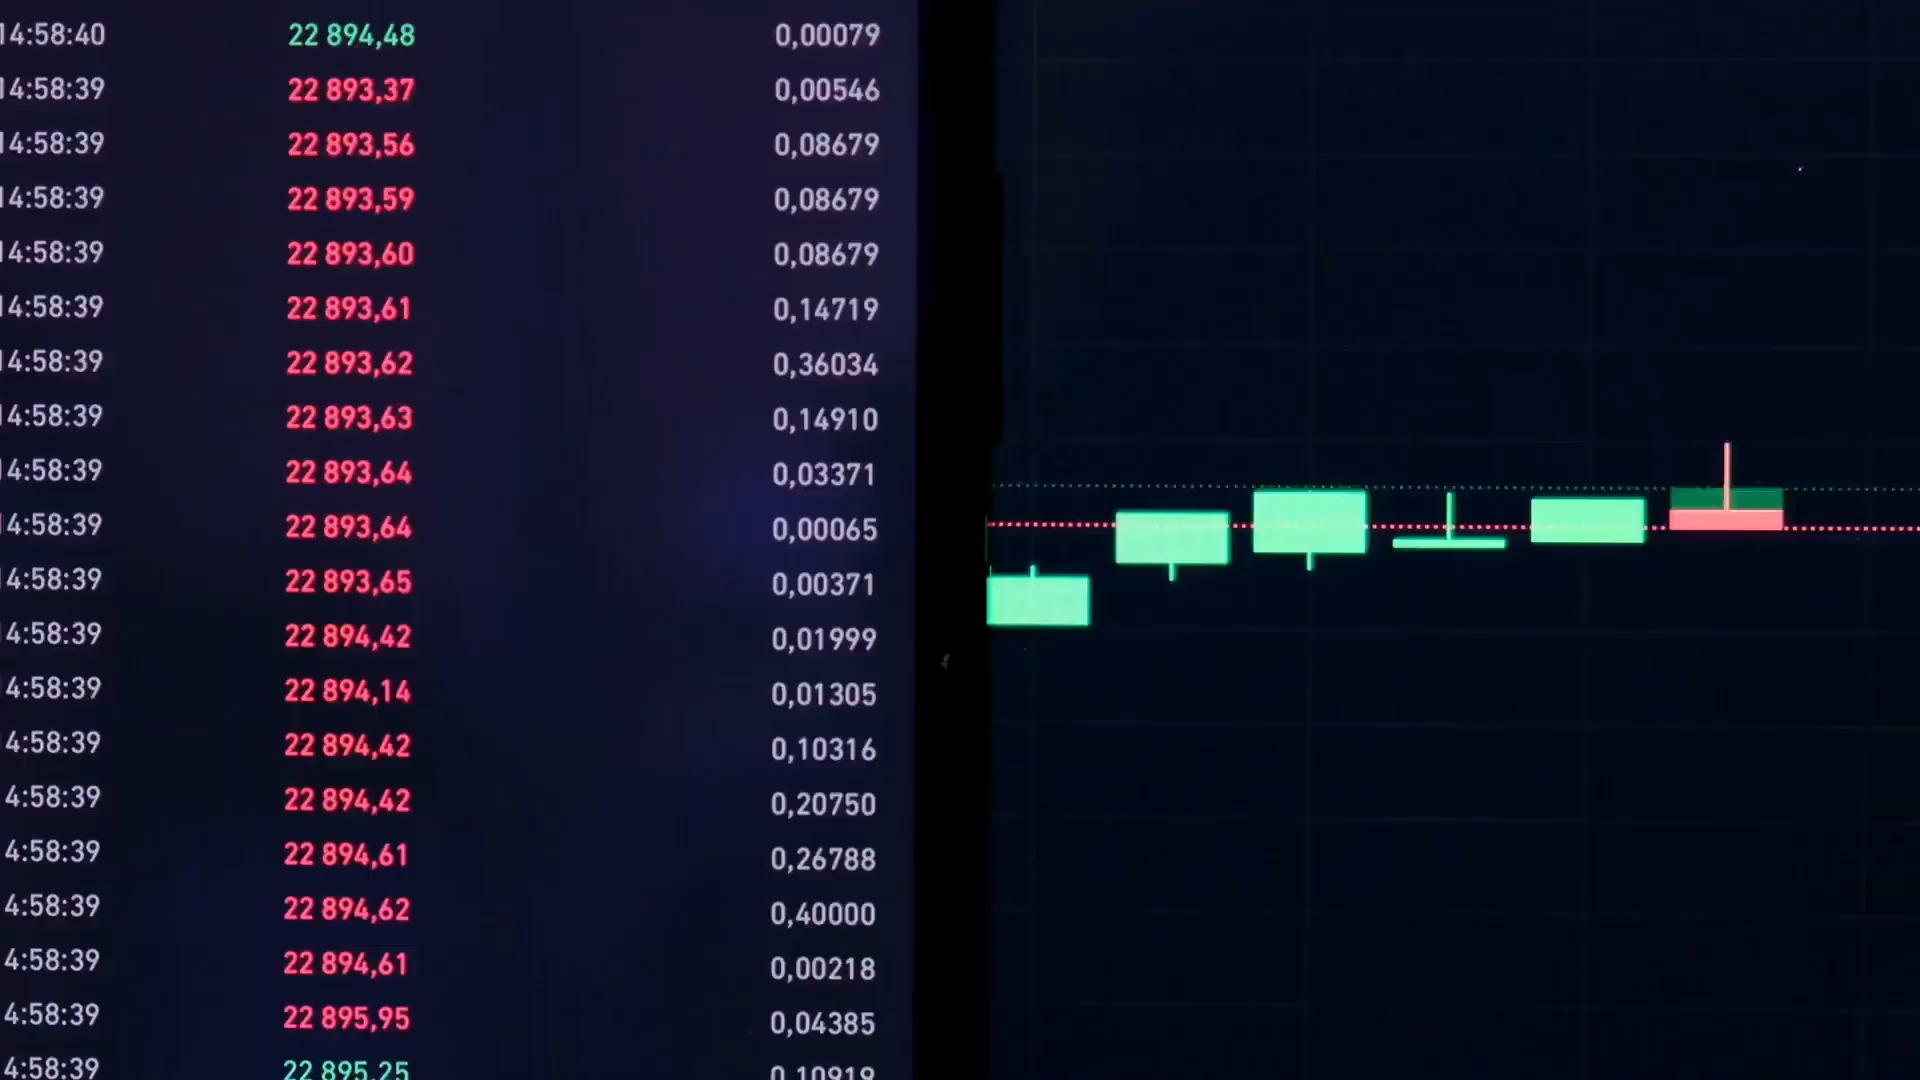 14:58:40 22 894,48 0,00079
14:58:39 22 893,37 0,00546
14:58:39 22 893,56 0,08679
14:58:39 22 893,59 0,08679
14:58:39 22 893,60 0,08679
14:58:39 22 893,61 0,14719
14:58:39 22 893,62 0,36034
14:58:39 22 893,63 0,14910
14:58:39 22 893,64 0,03371
14:58:39 22 893,64 0,00065
14:58:39 22 893,65 0,00371
4:58:39 22 894,42 0,01999
4:58:39 22 894,14 0,01305
4:58:39 22 894,42 0,10316
4:58:39 22 894,42 0,20750
4:58:39 22 894,61 0,26788
4:58:39 22 894,62 0,40000
4:58:39 22 894,61 0,00218
4:58:39 22 895,95 0,04385
4:58:39 22 895,25 0,10919